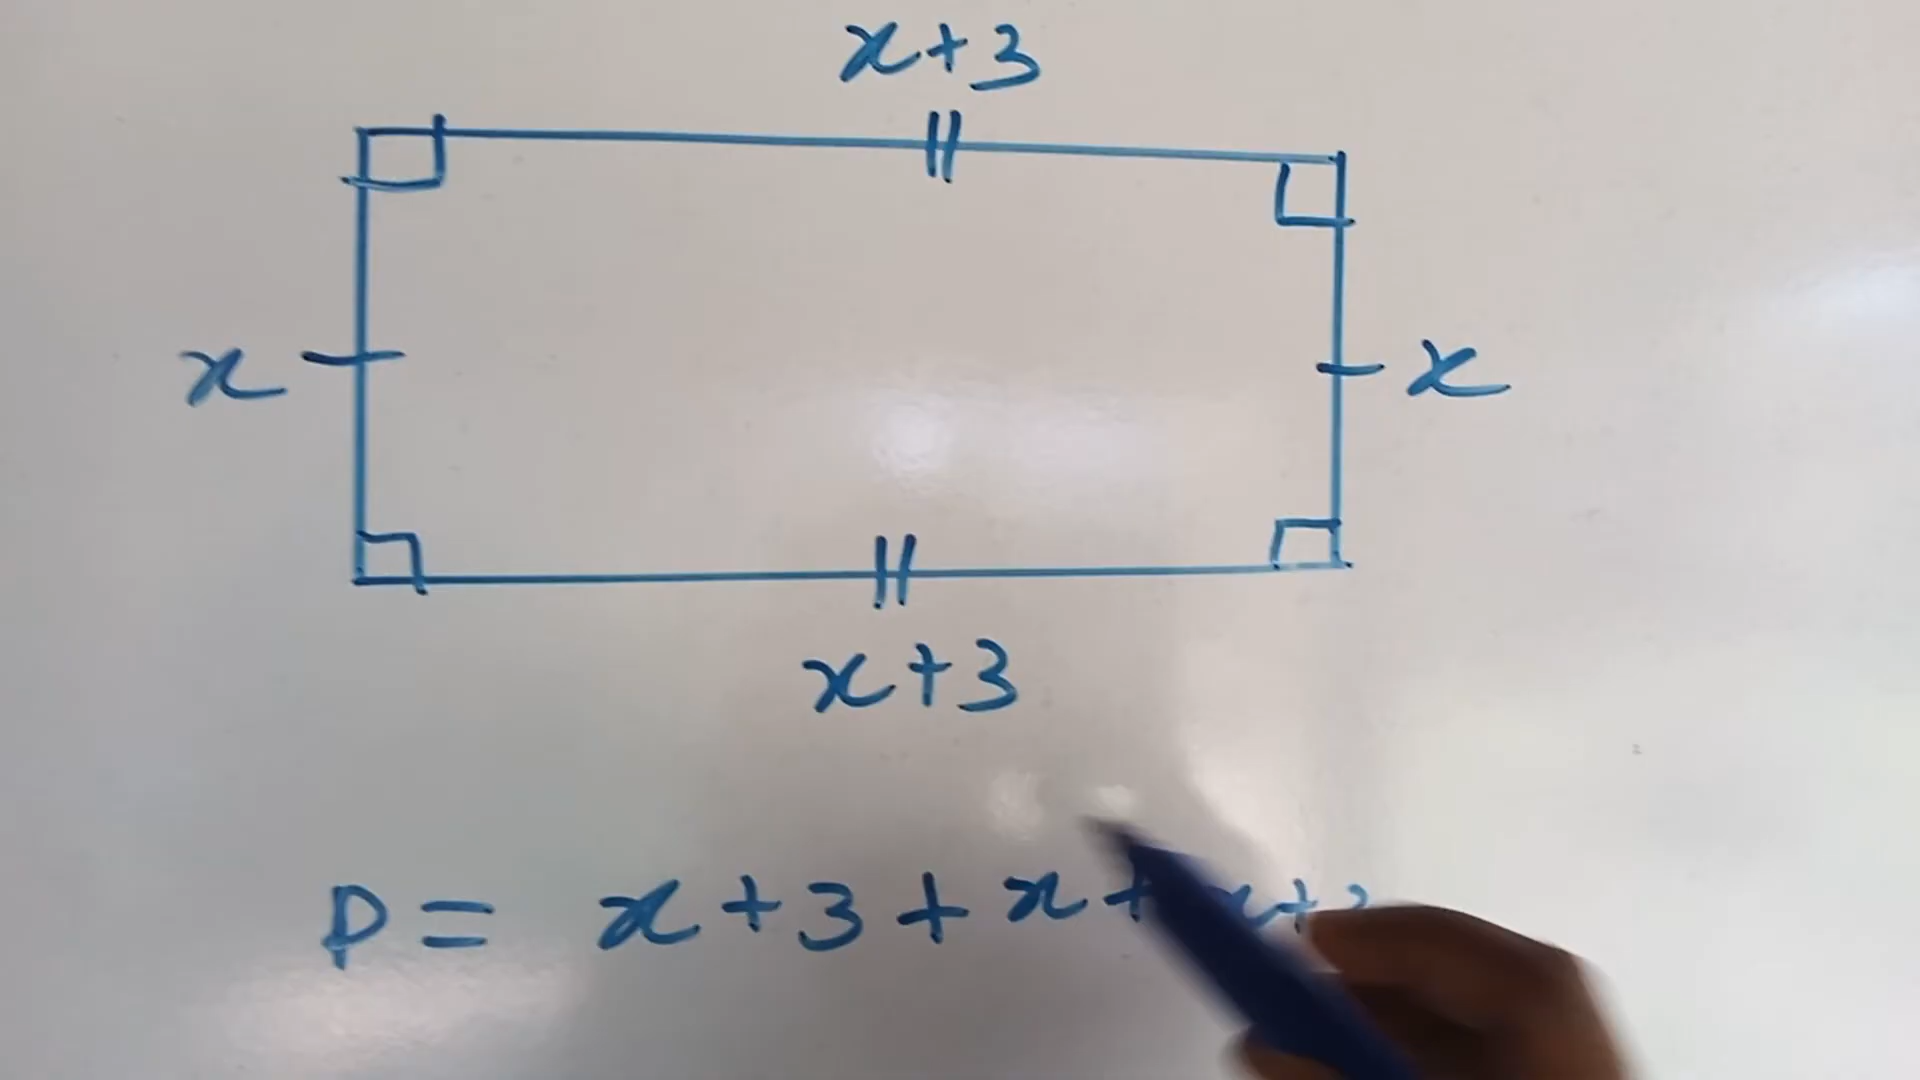 x+3
x x
x+3
P = x+3+x+ x+